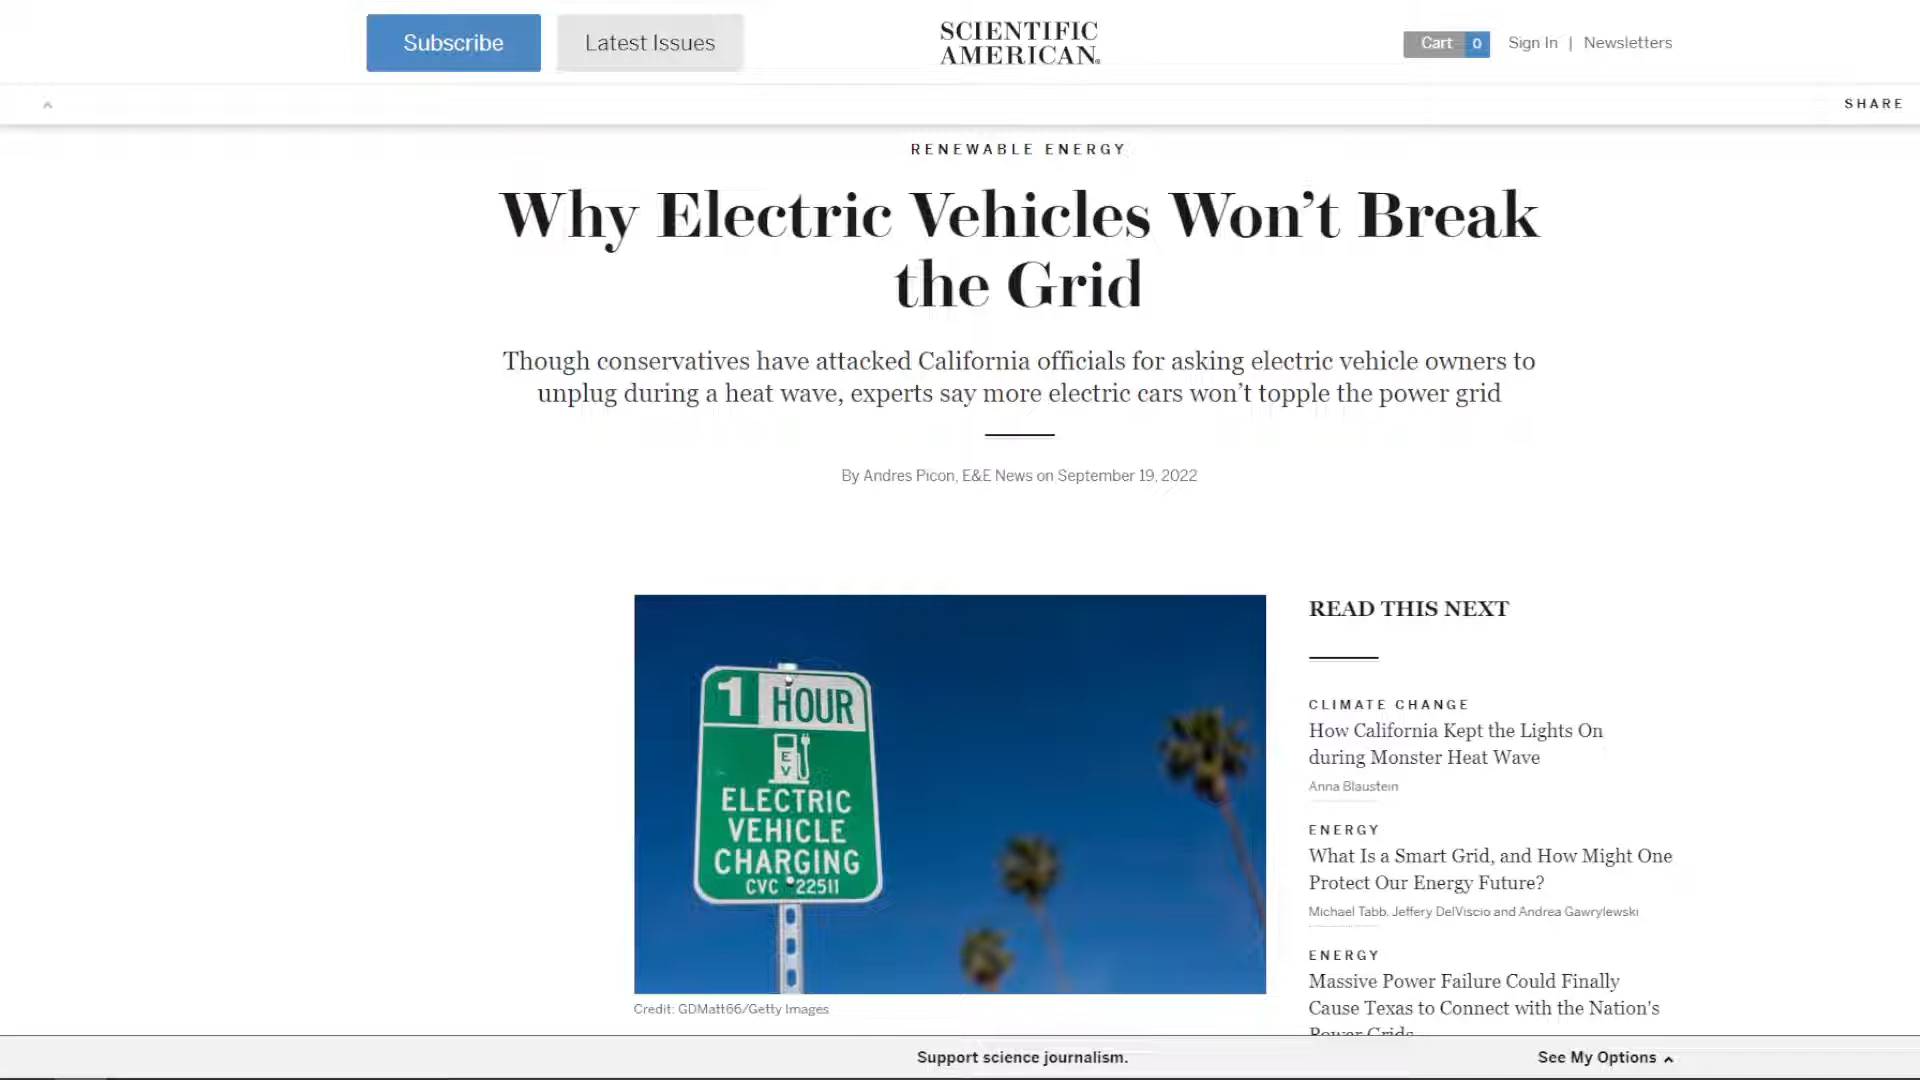 Subscribe
Latest Issues
SCIENTIFIC
AMERICAN
Cart 0
Sign In | Newsletters
SHARE
RENEWABLE ENERGY
Why Electric Vehicles Won’t Break
the Grid
Though conservatives have attacked California officials for asking electric vehicle owners to
unplug during a heat wave, experts say more electric cars won’t topple the power grid
By Andres Picon, E&E News on September 19, 2022
1 HOUR
EV
ELECTRIC
VEHICLE
CHARGING
CVC 22511
Credit: GDMatt66/Getty Images
READ THIS NEXT
CLIMATE CHANGE
How California Kept the Lights On
during Monster Heat Wave
Anna Blaustein
ENERGY
What Is a Smart Grid, and How Might One
Protect Our Energy Future?
Michael Tabb, Jeffery DelViscio and Andrea Gawrylewski
ENERGY
Massive Power Failure Could Finally
Cause Texas to Connect with the Nation's
Power Grids
Support science journalism.
See My Options